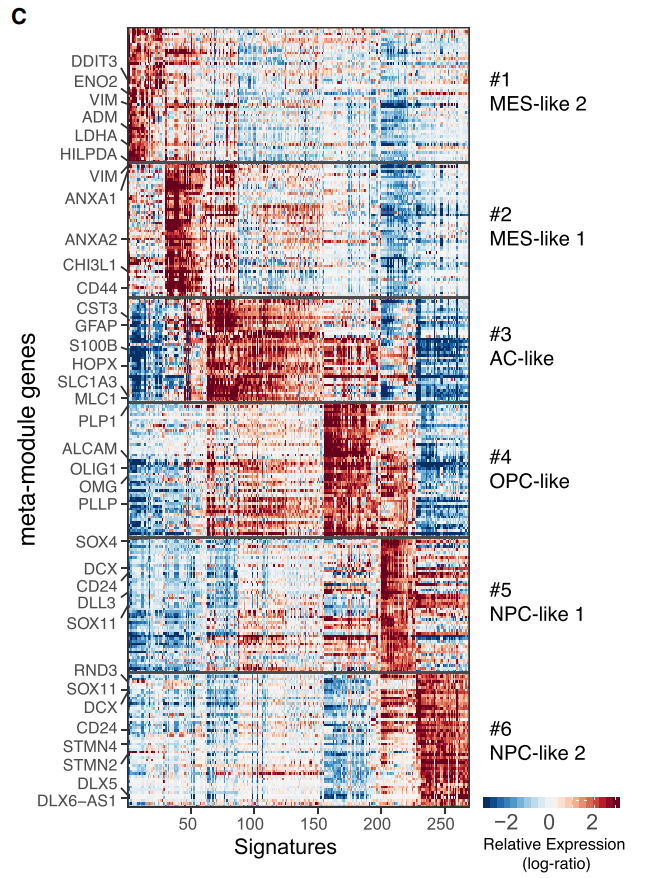 C
DDIT3
ENO2
VIM
ADM
LDHA
HILPDA
#1
MES-like 2
VIM
ANXA1
ANXA2
CHI3L1
CD44
#2
MES-like 1
CST3
GFAP
S100B
HOPX
SLC1A3
MLC1
#3
AC-like
PLP1
ALCAM
OLIG1
OMG
PLLP
#4
OPC-like
SOX4
DCX
CD24
DLL3
SOX11
#5
NPC-like 1
RND3
SOX11
DCX
CD24
STMN4
STMN2
DLX5
DLX6−AS1
#6
NPC-like 2
meta-module genes
50 100 150 200 250
Signatures
−2 0 2
Relative Expression
(log-ratio)